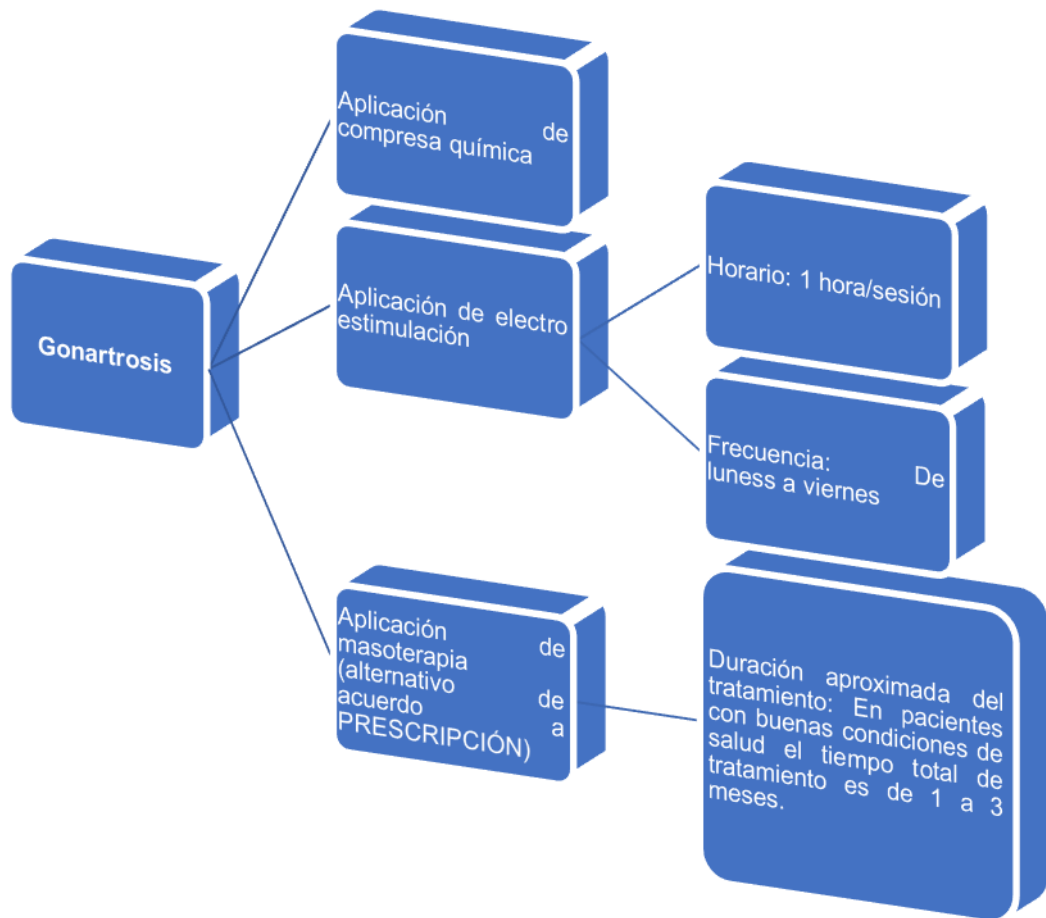 Gonartrosis
Aplicación de
compresa química
Aplicación de electro
estimulación
Horario: 1 hora/sesión
Frecuencia: De
luness a viernes
Aplicación de
masoterapia
(alternativo de
acuerdo a
PRESCRIPCIÓN)
Duración aproximada del
tratamiento: En pacientes
con buenas condiciones de
salud el tiempo total de
tratamiento es de 1 a 3
meses.